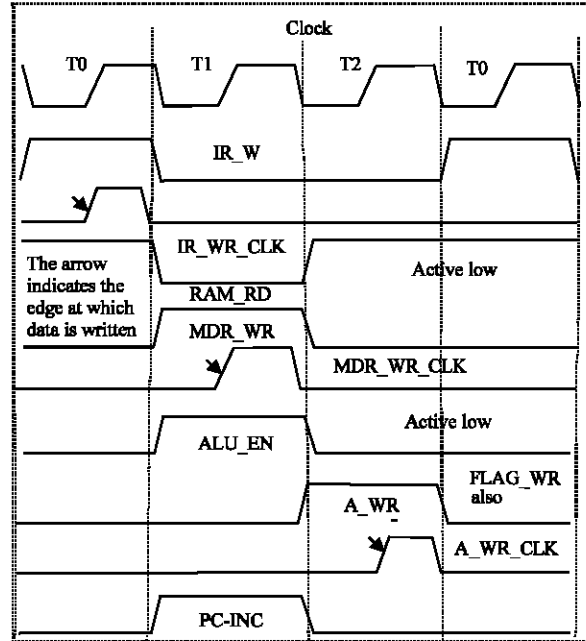 Clock
T0 T1 T2 T0
IR_W
IR_WR_CLK
The arrow
indicates the
edge at which
data is written
Active low
RAM_RD
MDR_WR
MDR_WR_CLK
Active low
ALU_EN
FLAG_WR
also
A_WR
A_WR_CLK
PC-INC